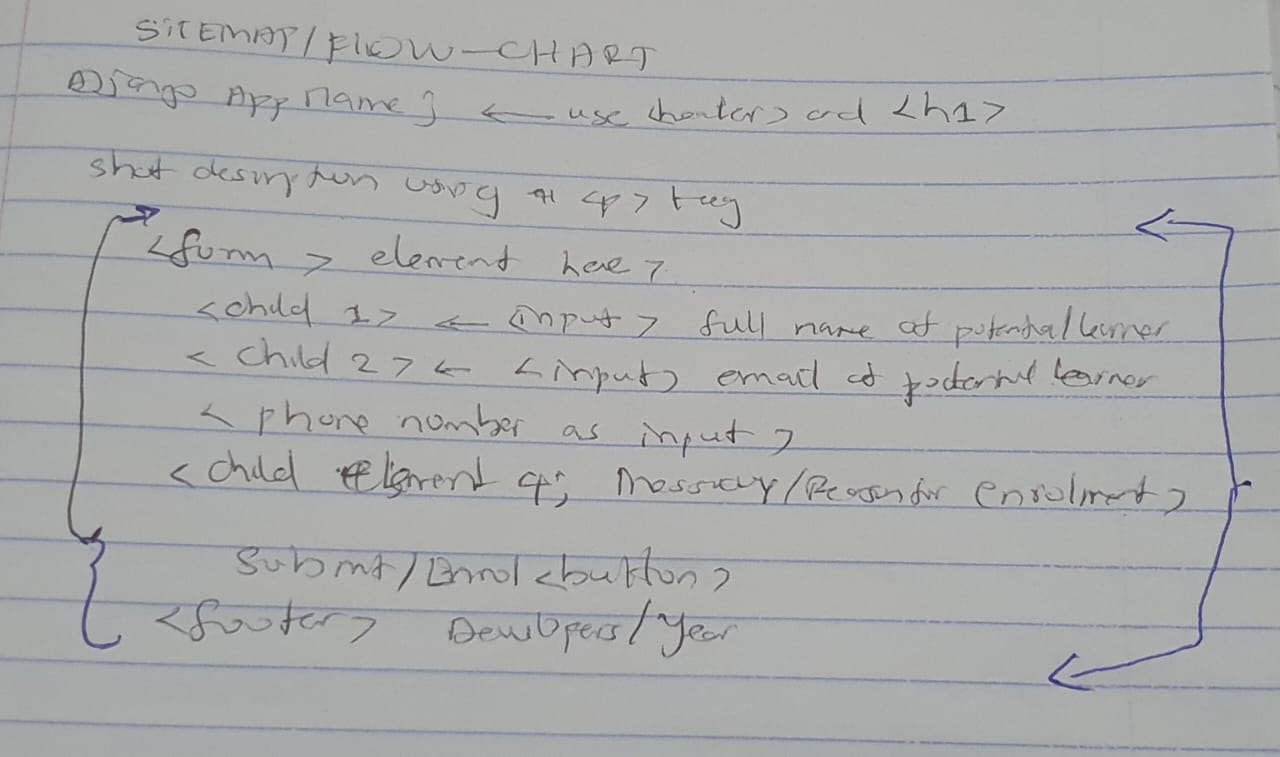 SITEMAP/FLOW-CHART
Django App Name} ← use <header> and <h1>
short description using a <p> tag
<form> element here>
<child 1> ← <input> full name of potential learner
<child 2> ← <input> email of potential learner
<phone number as input>
<child element 4; Message/Reason for enrolment>
Submit/Enrol <button>
<footer> Developers/Year